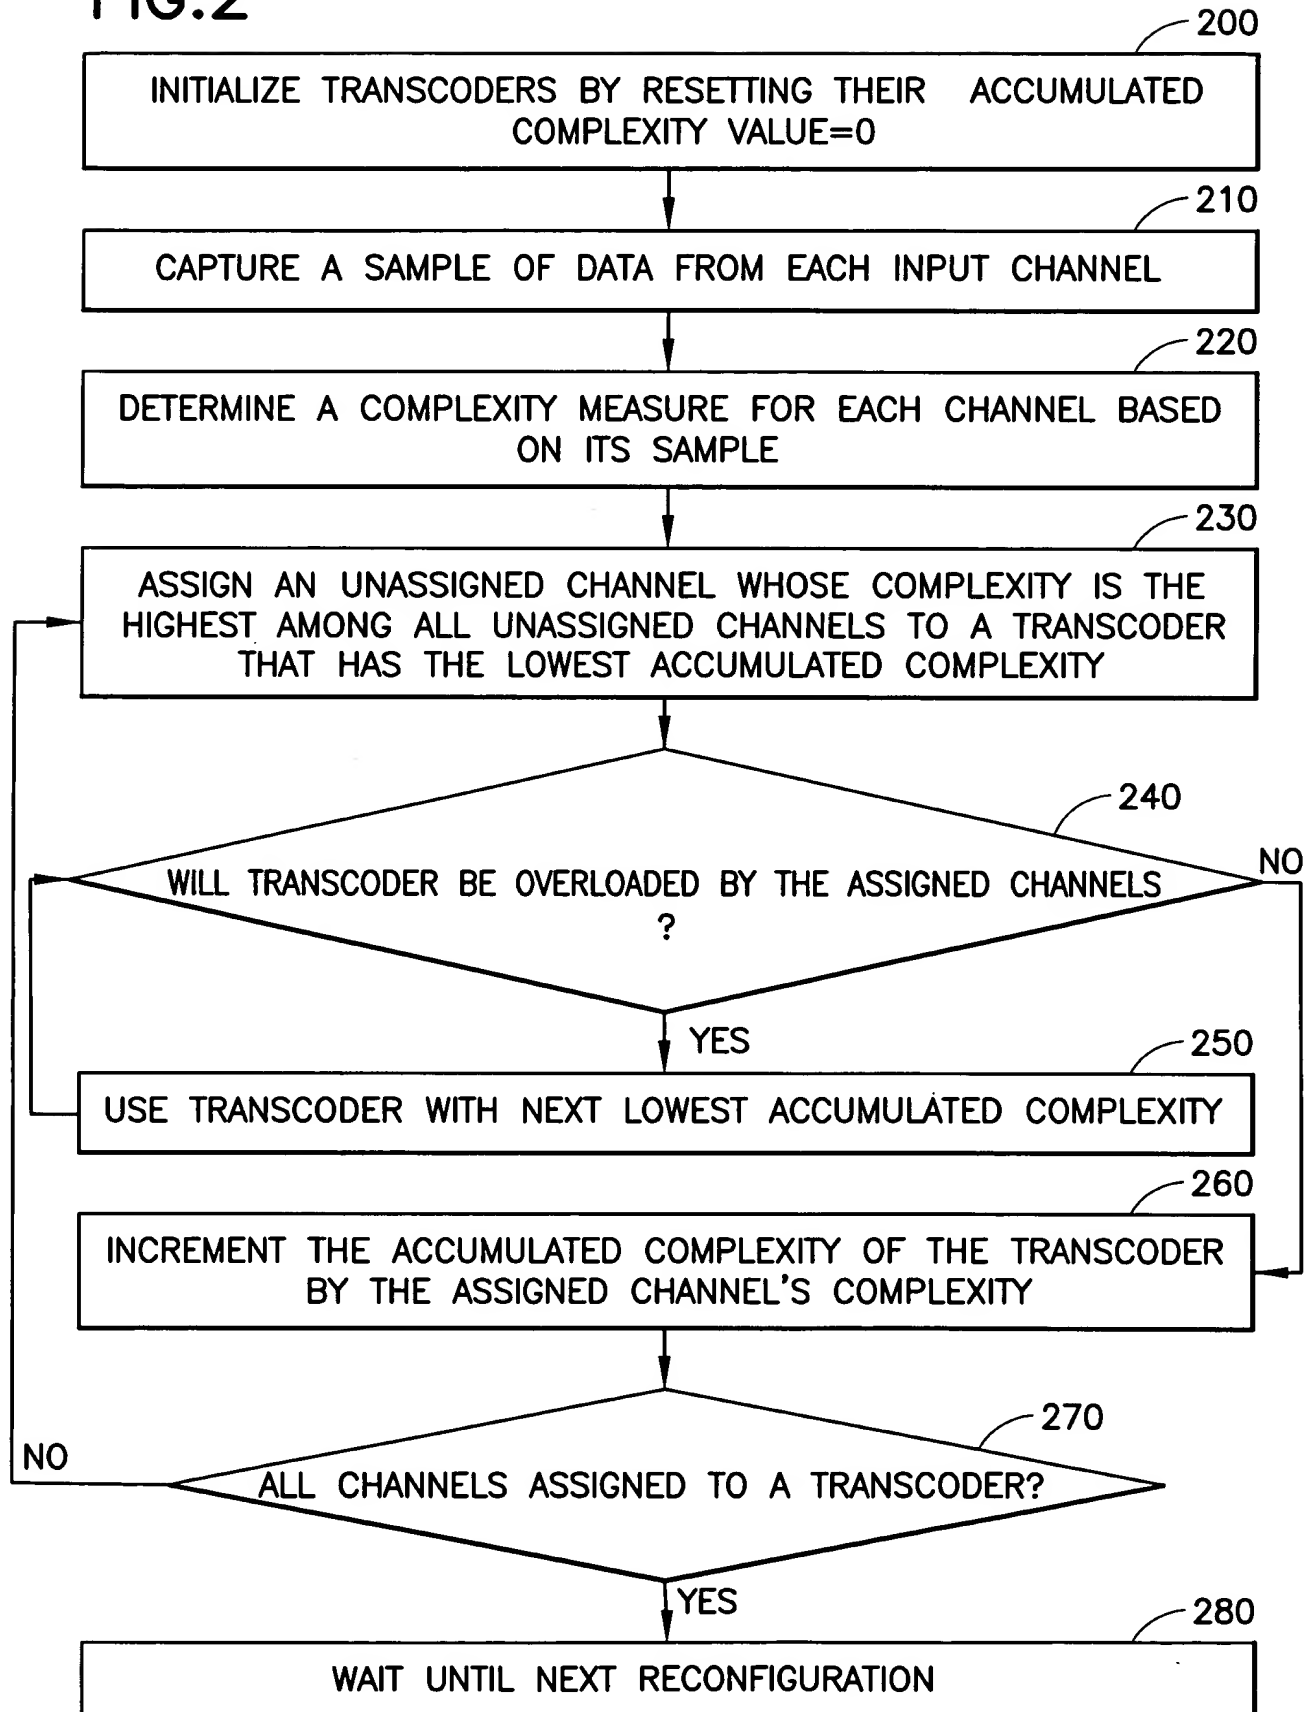 FIG.2
200
INITIALIZE TRANSCODERS BY RESETTING THEIR ACCUMULATED
COMPLEXITY VALUE=0
210
CAPTURE A SAMPLE OF DATA FROM EACH INPUT CHANNEL
220
DETERMINE A COMPLEXITY MEASURE FOR EACH CHANNEL BASED
ON ITS SAMPLE
230
ASSIGN AN UNASSIGNED CHANNEL WHOSE COMPLEXITY IS THE
HIGHEST AMONG ALL UNASSIGNED CHANNELS TO A TRANSCODER
THAT HAS THE LOWEST ACCUMULATED COMPLEXITY
240
NO
WILL TRANSCODER BE OVERLOADED BY THE ASSIGNED CHANNELS
?
YES
250
USE TRANSCODER WITH NEXT LOWEST ACCUMULATED COMPLEXITY
260
INCREMENT THE ACCUMULATED COMPLEXITY OF THE TRANSCODER
BY THE ASSIGNED CHANNEL'S COMPLEXITY
270
NO
ALL CHANNELS ASSIGNED TO A TRANSCODER?
YES
280
WAIT UNTIL NEXT RECONFIGURATION